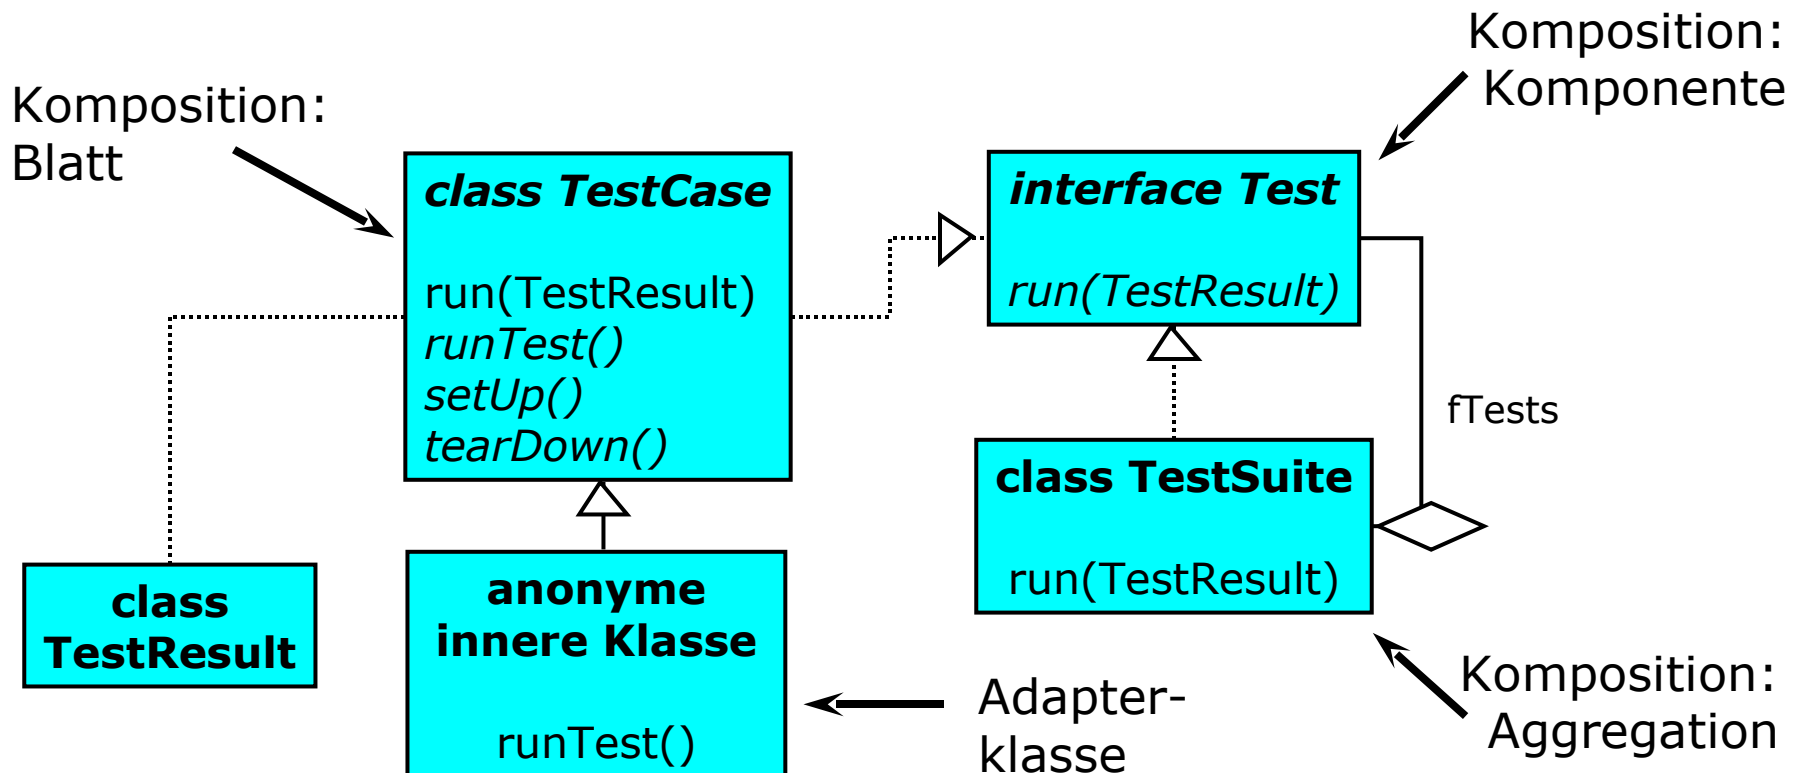 Komposition:
Komponente
Komposition:
Blatt
class TestCase
run(TestResult)
runTest()
setUp()
tearDown()
interface Test
run(TestResult)
fTests
class TestSuite
run(TestResult)
class
TestResult
anonyme
innere Klasse
runTest()
Adapter-
klasse
Komposition:
Aggregation